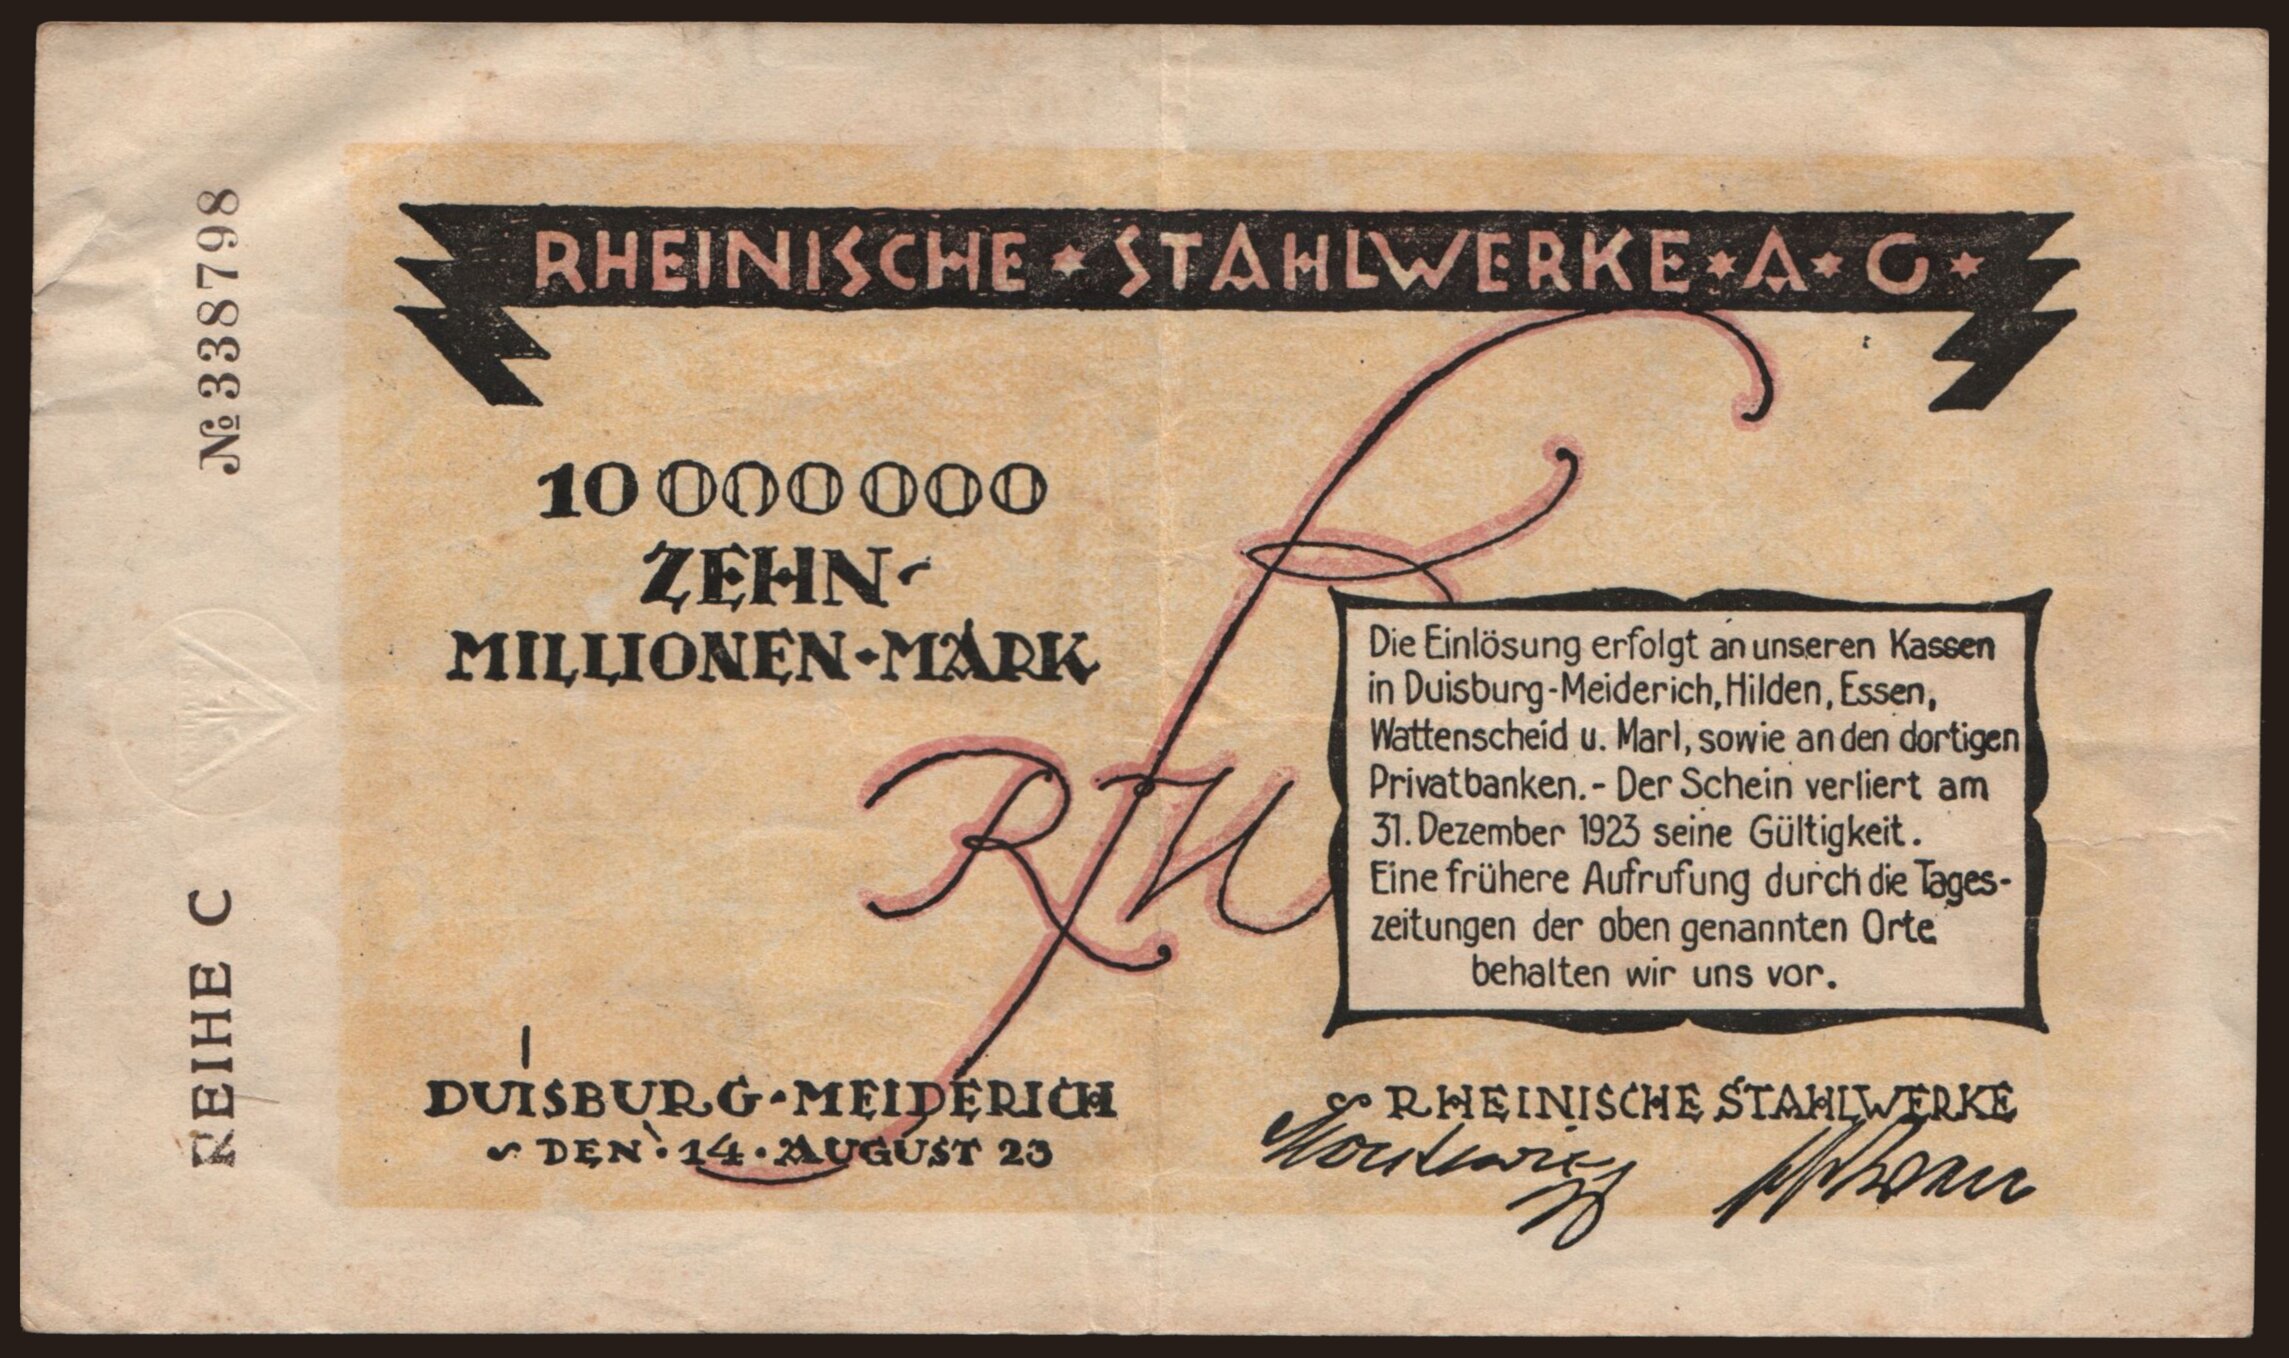 RHEINISCHE ★ STAHLWERKE ★ A ★ G ★
№ 338798
REIHE C
10 000 000
ZEHN-
MILLIONEN-MARK
RStW
Die Einlösung erfolgt an unseren Kassen
in Duisburg-Meiderich, Hilden, Essen,
Wattenscheid u. Marl, sowie an den dortigen
Privatbanken.- Der Schein verliert am
31. Dezember 1923 seine Gültigkeit.
Eine frühere Aufrufung durch die Tages-
zeitungen der oben genannten Orte
behalten wir uns vor.
DUISBURG-MEIDERICH
DEN 14. AUGUST 23
RHEINISCHE STAHLWERKE